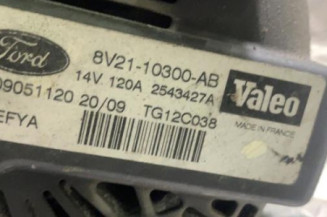 Ford
8V21-10300-AB
14V 120A 2543427A
Valeo
09051120 20/09 TG12C038
MADE IN FRANCE
EFYA